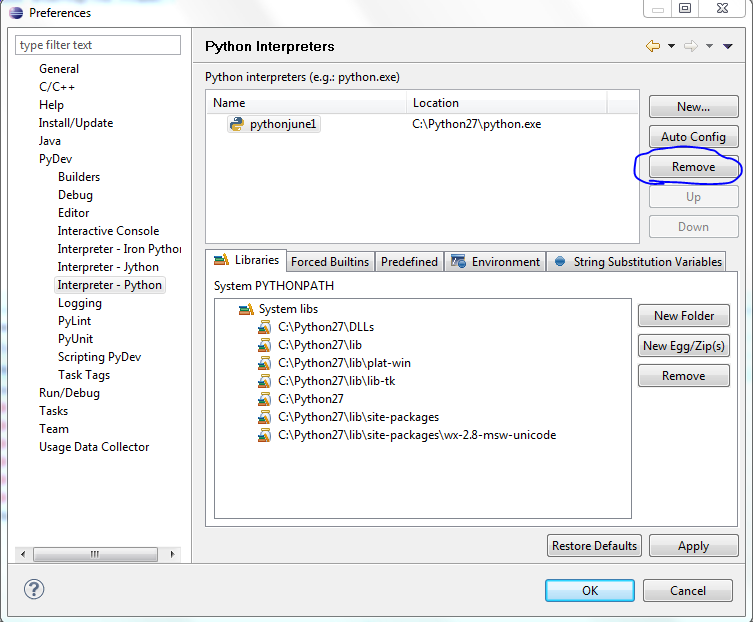 Preferences
type filter text
General
C/C++
Help
Install/Update
Java
PyDev
Builders
Debug
Editor
Interactive Console
Interpreter - Iron Python
Interpreter - Jython
Interpreter - Python
Logging
PyLint
PyUnit
Scripting PyDev
Task Tags
Run/Debug
Tasks
Team
Usage Data Collector
Python Interpreters
Python interpreters (e.g.: python.exe)
Name Location
pythonjune1 C:\Python27\python.exe
New...
Auto Config
Remove
Up
Down
Libraries Forced Builtins Predefined Environment String Substitution Variables
System PYTHONPATH
System libs
C:\Python27\DLLs
C:\Python27\lib
C:\Python27\lib\plat-win
C:\Python27\lib\lib-tk
C:\Python27
C:\Python27\lib\site-packages
C:\Python27\lib\site-packages\wx-2.8-msw-unicode
New Folder
New Egg/Zip(s)
Remove
Restore Defaults Apply
? OK Cancel